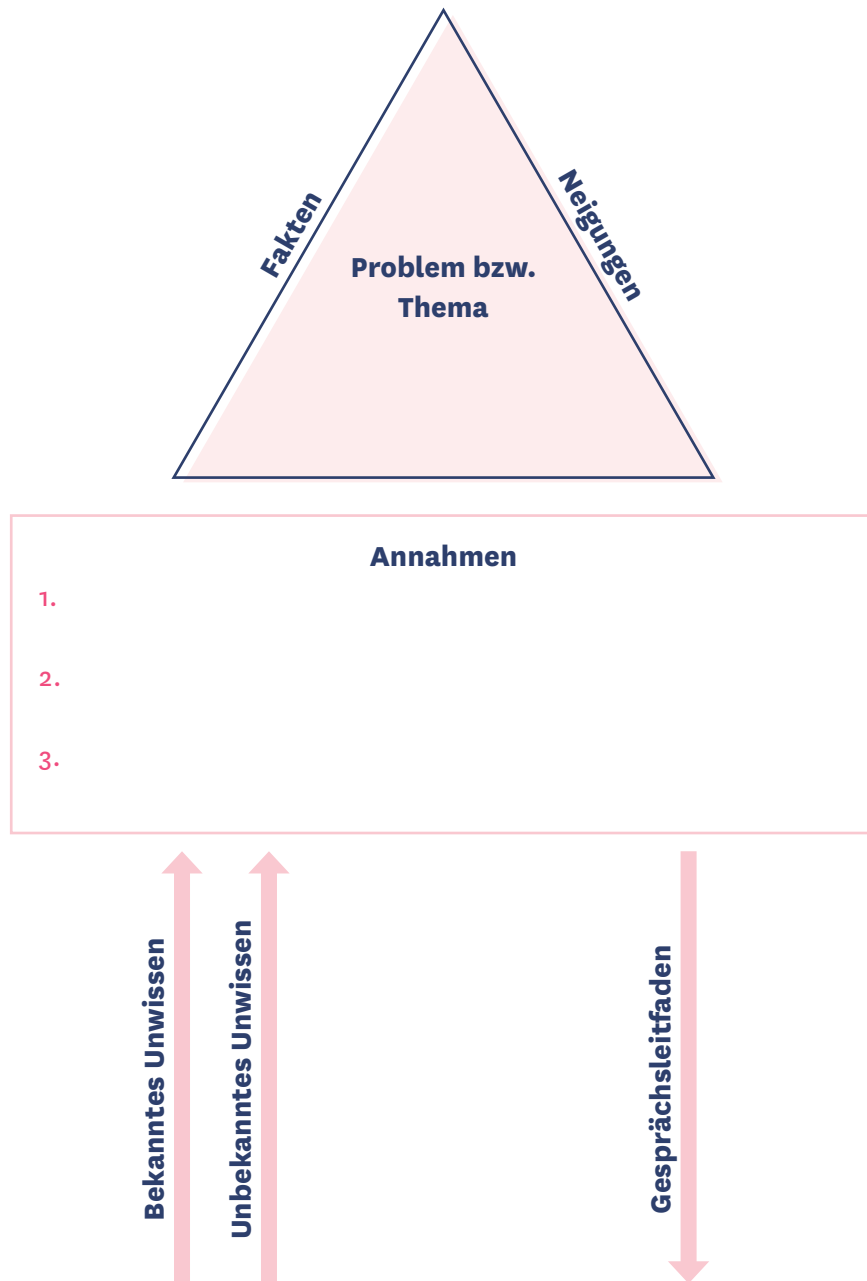 Fakten
Neigungen
Problem bzw.
Thema
Annahmen
1.
2.
3.
Bekanntes Unwissen
Unbekanntes Unwissen
Gesprächsleitfaden